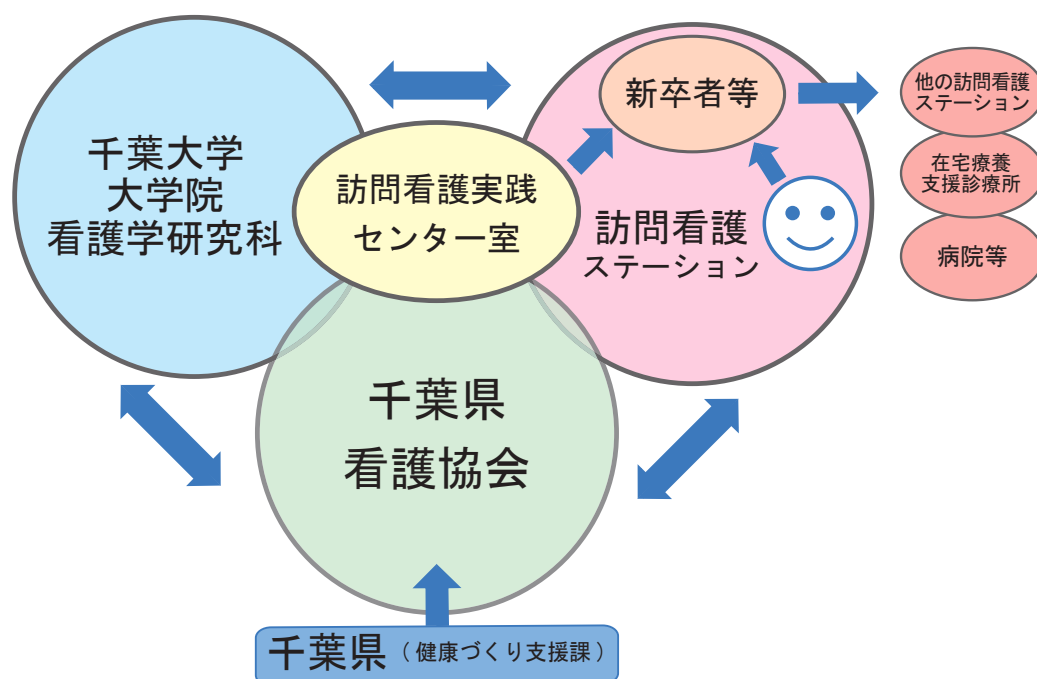 千葉大学
大学院
看護学研究科
訪問看護実践
センター室
新卒者等
訪問看護
ステーション
他の訪問看護
ステーション
在宅療養
支援診療所
病院等
千葉県
看護協会
千葉県（健康づくり支援課）